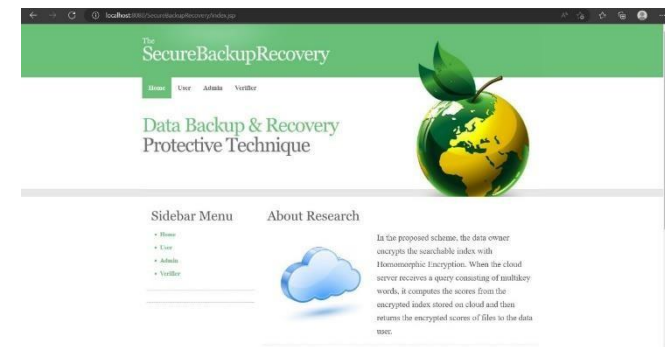 localhost:8080/SecureBackupRecovery/index.jsp
The
SecureBackupRecovery
Home User Admin Verifier
Data Backup & Recovery
Protective Technique
Sidebar Menu
Home
User
Admin
Verifier
About Research
In the proposed scheme, the data owner
encrypts the searchable index with
Homomorphic Encryption. When the cloud
server receives a query consisting of multikey
words, it computes the scores from the
encrypted index stored on cloud and then
returns the encrypted scores of files to the data
user.